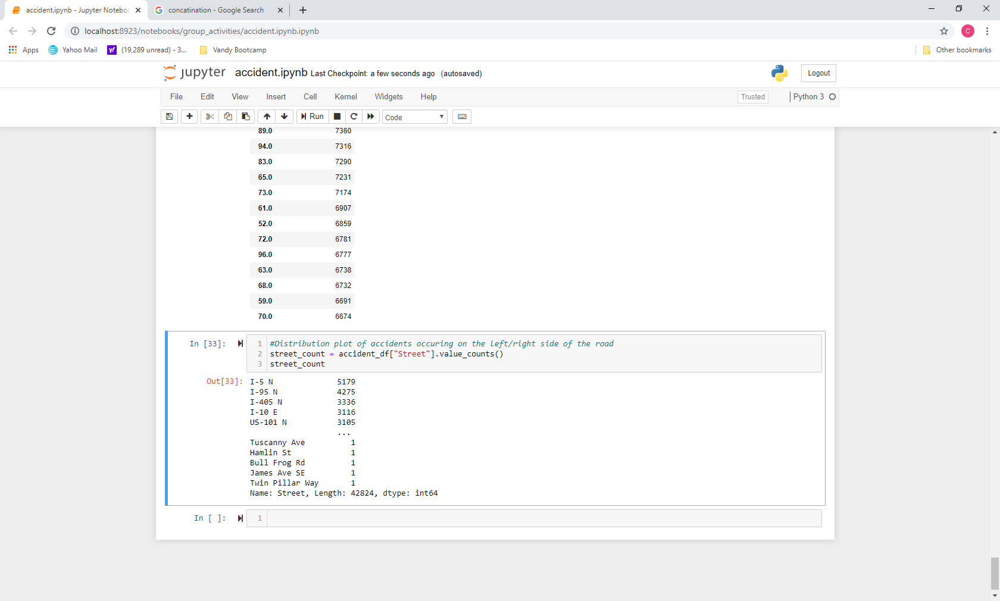 accident.ipynb - Jupyter Noteboo
concatination - Google Search
localhost:8923/notebooks/group_activities/accident.ipynb.ipynb
C
Apps
Yahoo Mail
y!
(19,289 unread) - 3...
Vandy Bootcamp
Other bookmarks
jupyter
accident.ipynb Last Checkpoint: a few seconds ago (autosaved)
Logout
File Edit View Insert Cell Kernel Widgets Help
Trusted
Python 3
Run
Code
89.0 7360
94.0 7316
83.0 7290
65.0 7231
73.0 7174
61.0 6907
52.0 6859
72.0 6781
96.0 6777
63.0 6738
68.0 6732
59.0 6691
70.0 6674
In [33]:
1 #Distribution plot of accidents occuring on the left/right side of the road
2 street_count = accident_df["Street"].value_counts()
3 street_count
Out[33]:
I-5 N 5179
I-95 N 4275
I-405 N 3336
I-10 E 3116
US-101 N 3105
...
Tuscanny Ave 1
Hamlin St 1
Bull Frog Rd 1
James Ave SE 1
Twin Pillar Way 1
Name: Street, Length: 42824, dtype: int64
In [ ]:
1